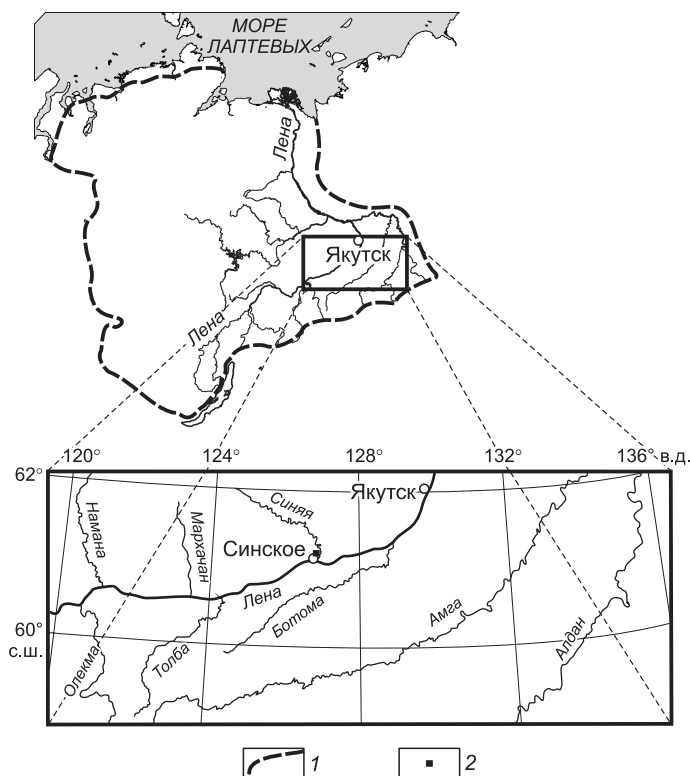 МОРЕ
ЛАПТЕВЫХ
Лена
Якутск
Лена
120° 124° 128° 132° 136° в.д.
62°
Якутск
Намана
Мархачан
Синяя
Синское
Лена
Ботома
Амга
60°
с.ш.
Олекма
Толба
Алдан
1 2